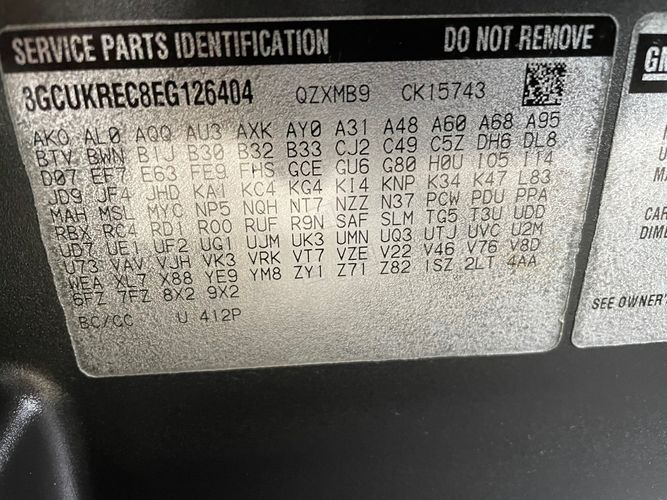 SERVICE PARTS IDENTIFICATION DO NOT REMOVE
3GCUKREC8EG126404 QZXMB9 CK15743
AKO AL0 AQQ AU3 AXK AY0 A31 A48 A60 A68 A95
BTV BWN B1J B30 B32 B33 CJ2 C49 C5Z DH6 DL8
D07 EF7 E63 FE9 FHS GCE GU6 G80 H0U IO5 I14
JD9 JF4 JHD KA1 KC4 KG4 KI4 KNP K34 K47 L83
MAH MSL MYC NP5 NQH NT7 NZZ N37 PCW PDU PPA
RBX RC4 RD1 R00 RUF R9N SAF SLM TG5 T3U UDD
UD7 UE1 UF2 UG1 UJM UK3 UMN UQ3 UTJ UVC U2M
U73 VAV VJH VK3 VRK VT7 VZE V22 V46 V76 V8D
WEA XL7 X88 YE9 YM8 ZY1 Z71 Z82 1SZ 2LT 4AA
6FZ 7FZ 8X2 9X2
BC/CC U 412P
GM
SEE OWNER'